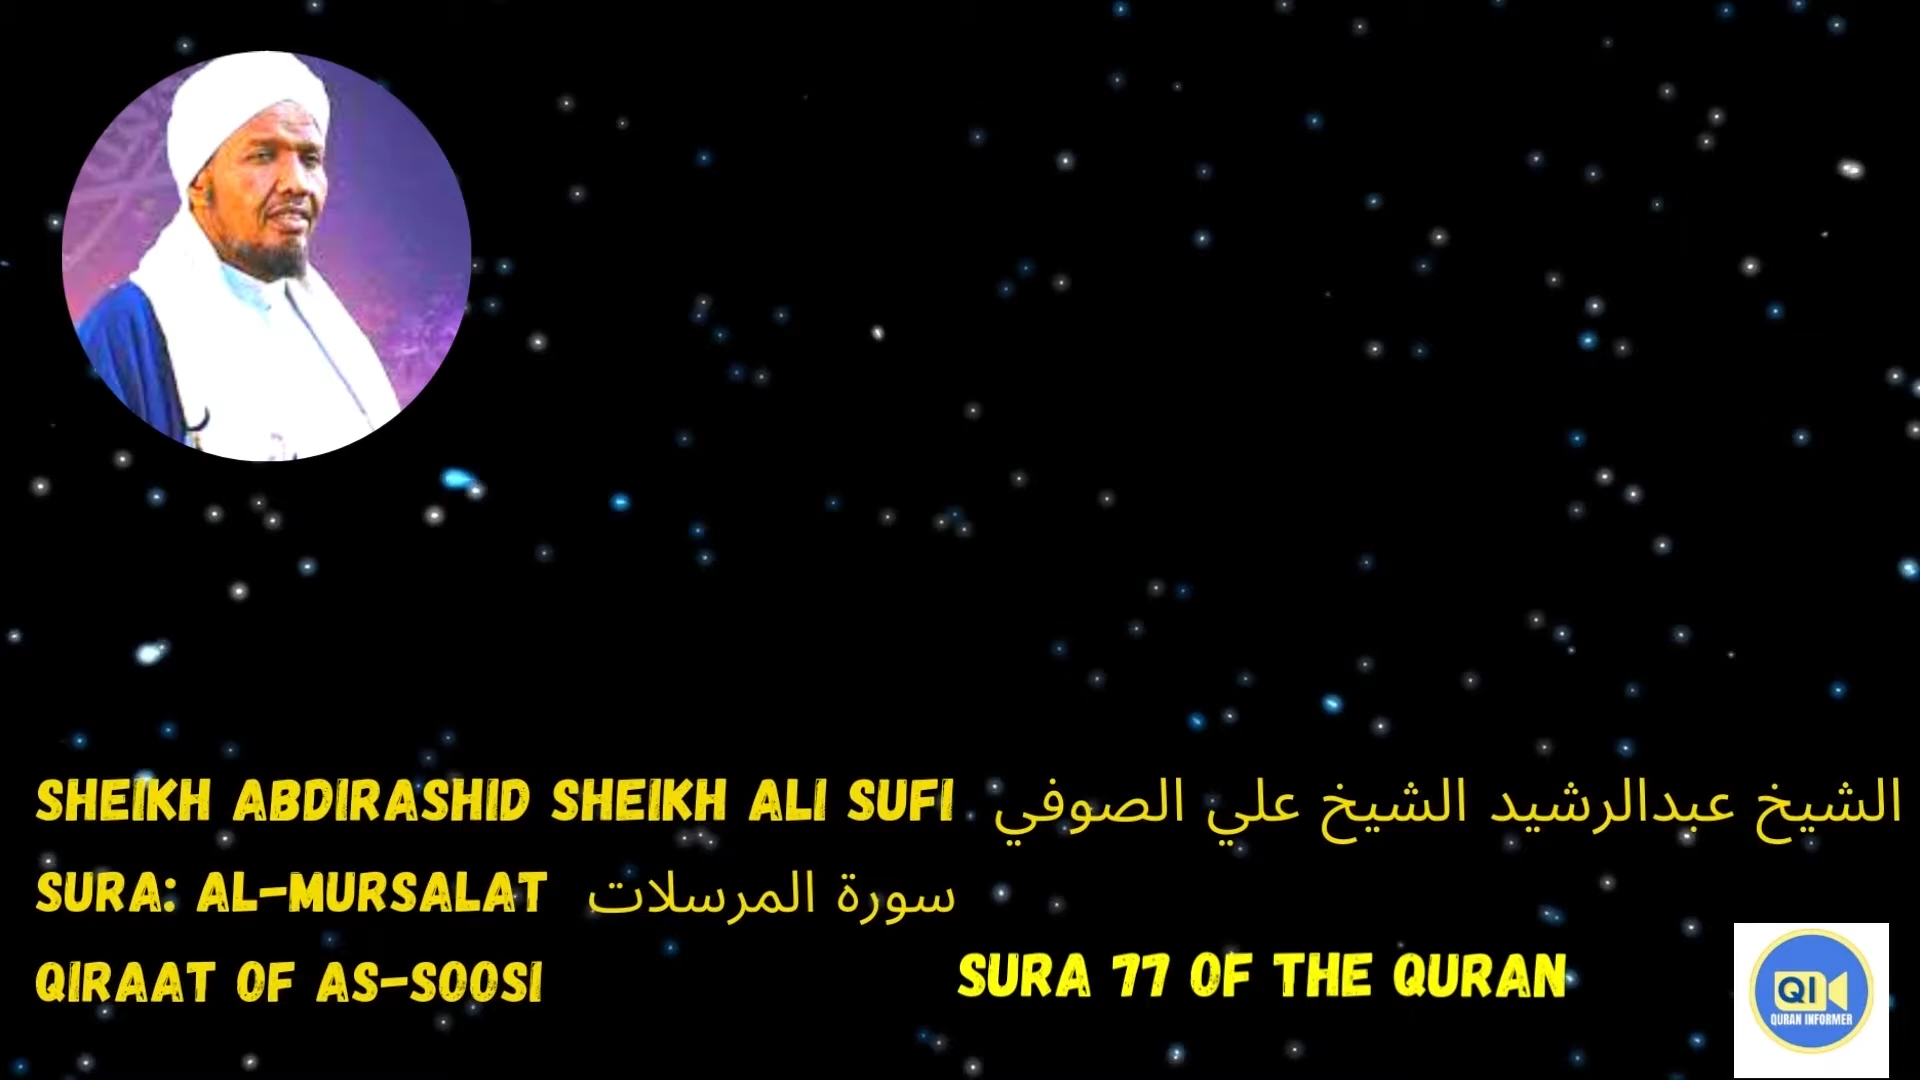 SHEIKH ABDIRASHID SHEIKH ALI SUFI الشيخ عبدالرشيد الشيخ علي الصوفي
SURA: AL-MURSALAT سورة المرسلات
QIRAAT OF AS-SOOSI
SURA 77 OF THE QURAN
QI
QURAN INFORMER